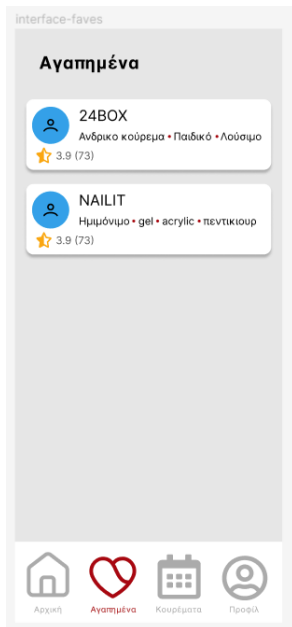 interface-faves
Αγαπημένα
24BOX
Ανδρικο κούρεμα • Παιδικό • Λούσιμο
3.9 (73)
NAILIT
Ημιμόνιμο • gel • acrylic • πεντικιουρ
3.9 (73)
Αρχική Αγαπημένα Κουρέματα Προφίλ